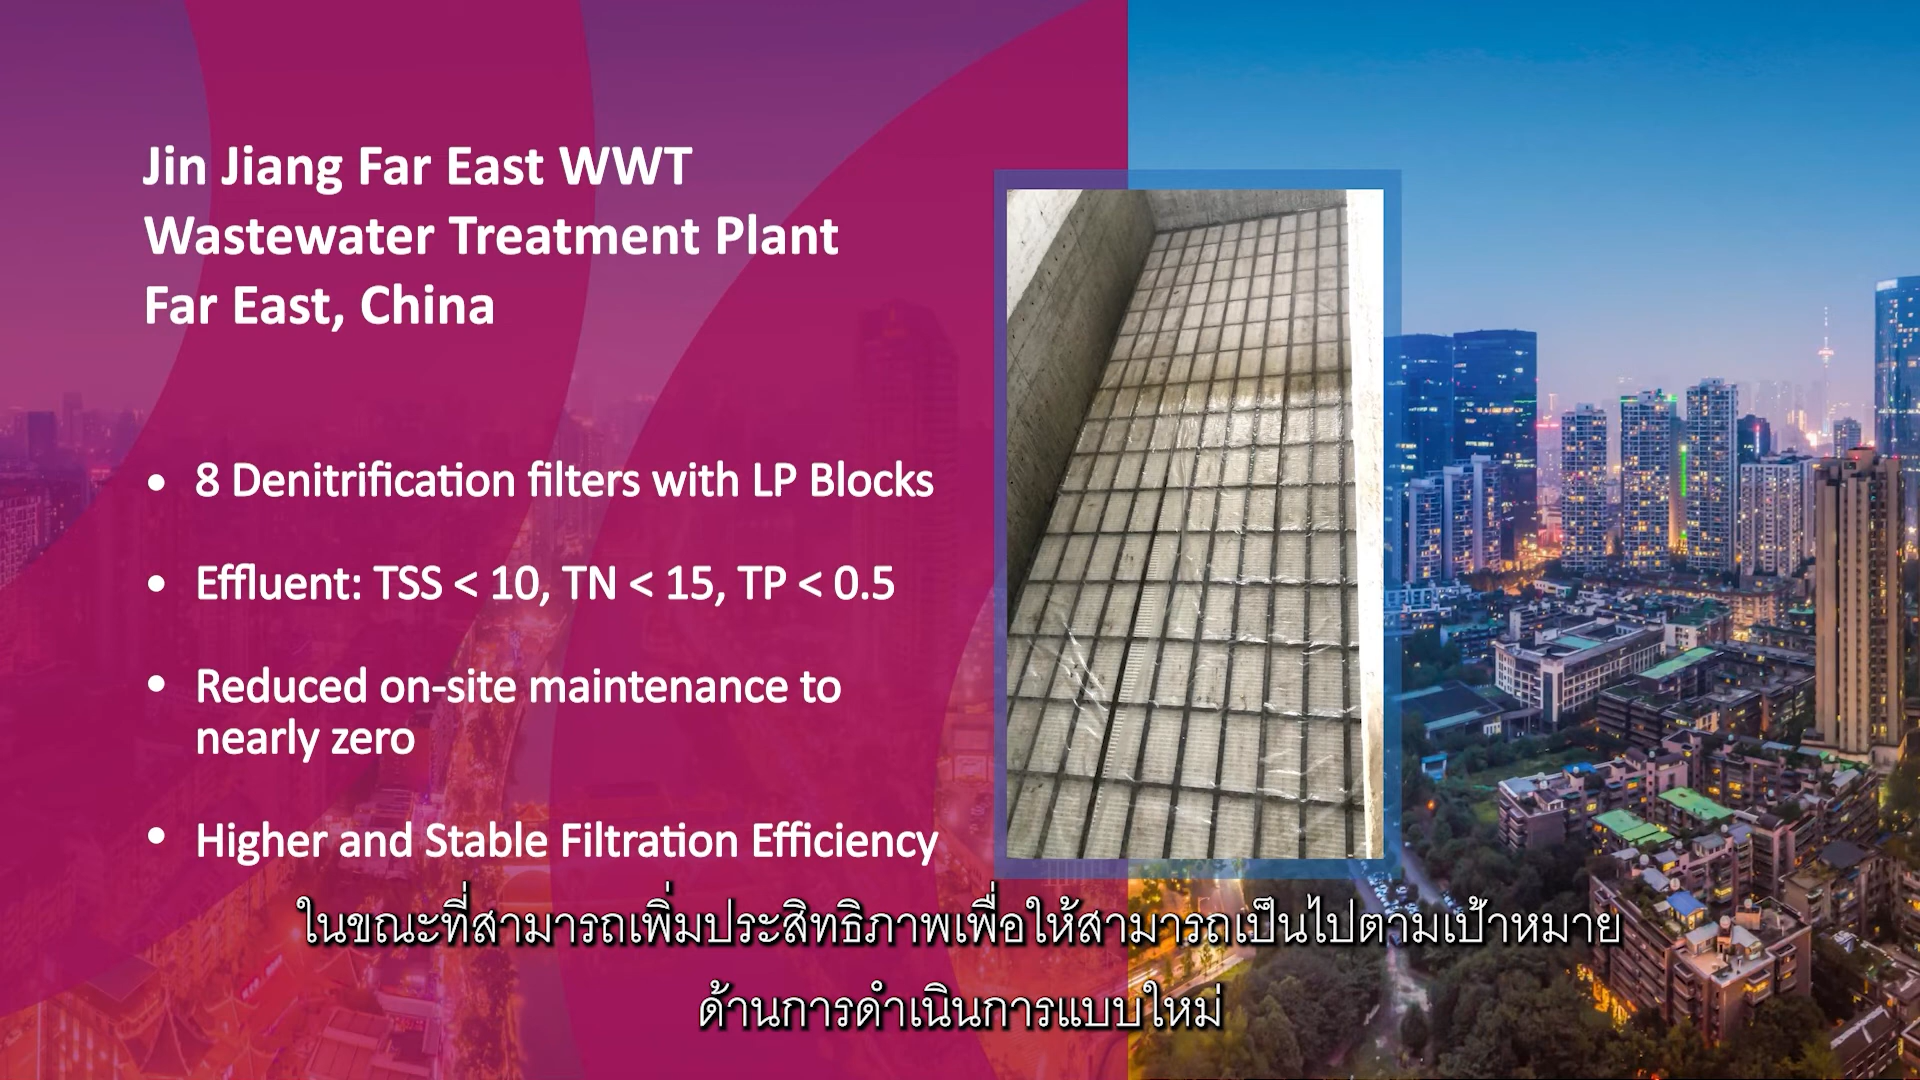 Jin Jiang Far East WWT
Wastewater Treatment Plant
Far East, China
• 8 Denitrification filters with LP Blocks
• Effluent: TSS < 10, TN < 15, TP < 0.5
• Reduced on-site maintenance to
nearly zero
• Higher and Stable Filtration Efficiency
ในขณะที่สามารถเพิ่มประสิทธิภาพเพื่อให้สามารถเป็นไปตามเป้าหมาย
ด้านการดำเนินการแบบใหม่